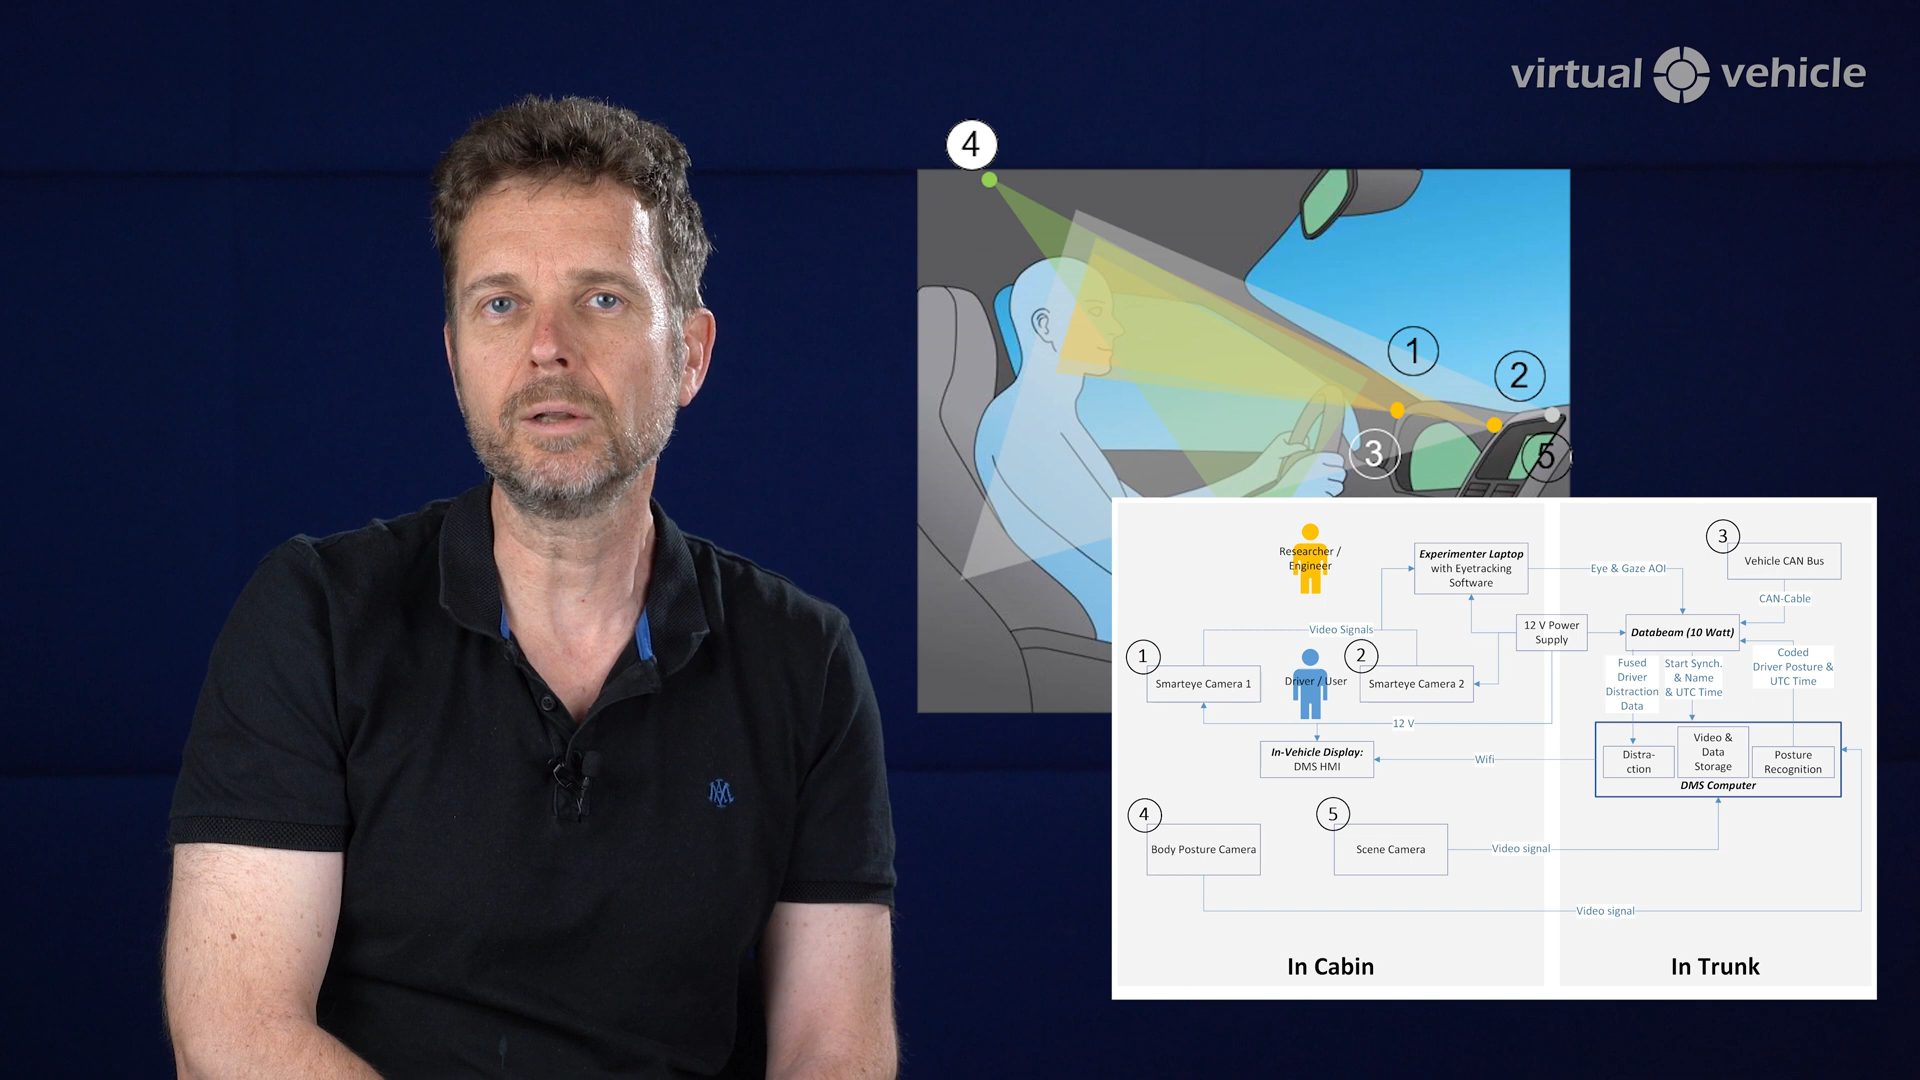 virtual vehicle
4
1
2
3
5
Researcher /
Engineer
Experimenter Laptop
with Eyetracking
Software
Eye & Gaze AOI
3
Vehicle CAN Bus
CAN-Cable
Video Signals
12 V Power
Supply
Databeam (10 Watt)
1
Smarteye Camera 1
Driver / User
2
Smarteye Camera 2
Fused
Driver
Distraction
Data
Start Synch.
& Name
& UTC Time
Coded
Driver Posture &
UTC Time
12 V
In-Vehicle Display:
DMS HMI
Wifi
Distra-
ction
Video &
Data
Storage
Posture
Recognition
DMS Computer
4
Body Posture Camera
5
Scene Camera
Video signal
Video signal
In Cabin
In Trunk